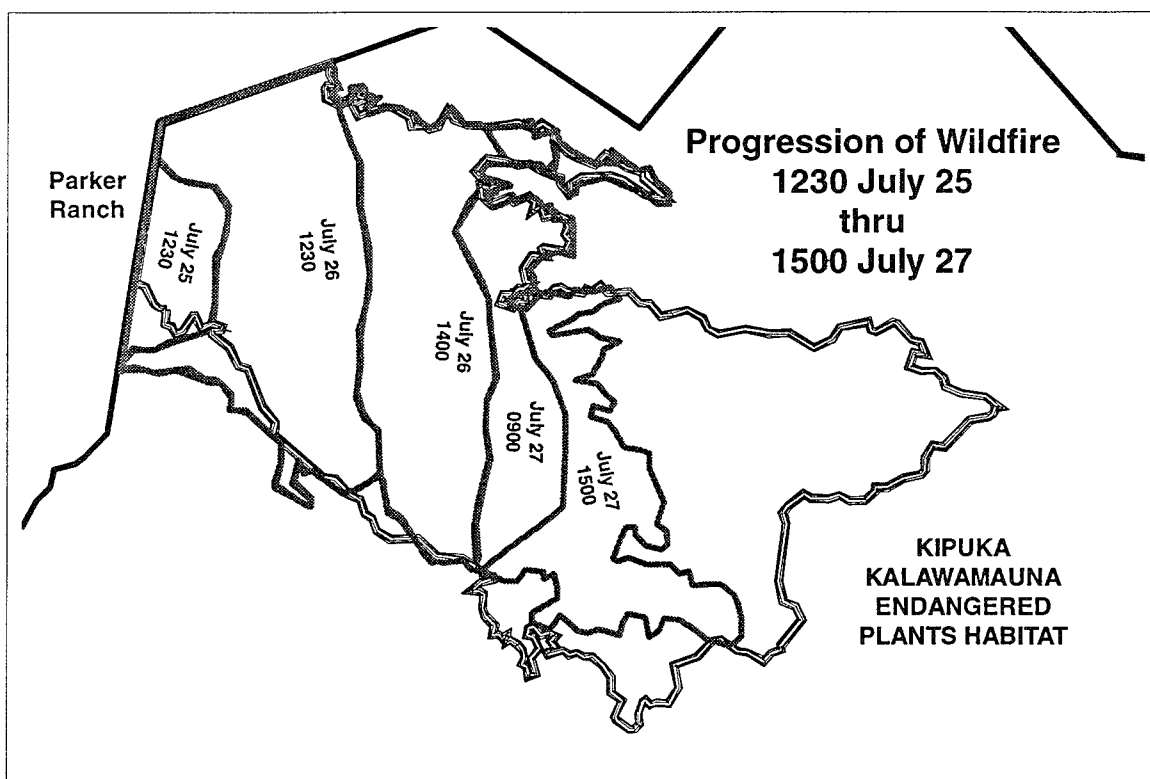 Progression of Wildfire
1230 July 25
thru
1500 July 27
Parker
Ranch
July 25
1230
July 26
1230
July 26
1400
July 27
0900
July 27
1500
KIPUKA
KALAWAMAUNA
ENDANGERED
PLANTS HABITAT